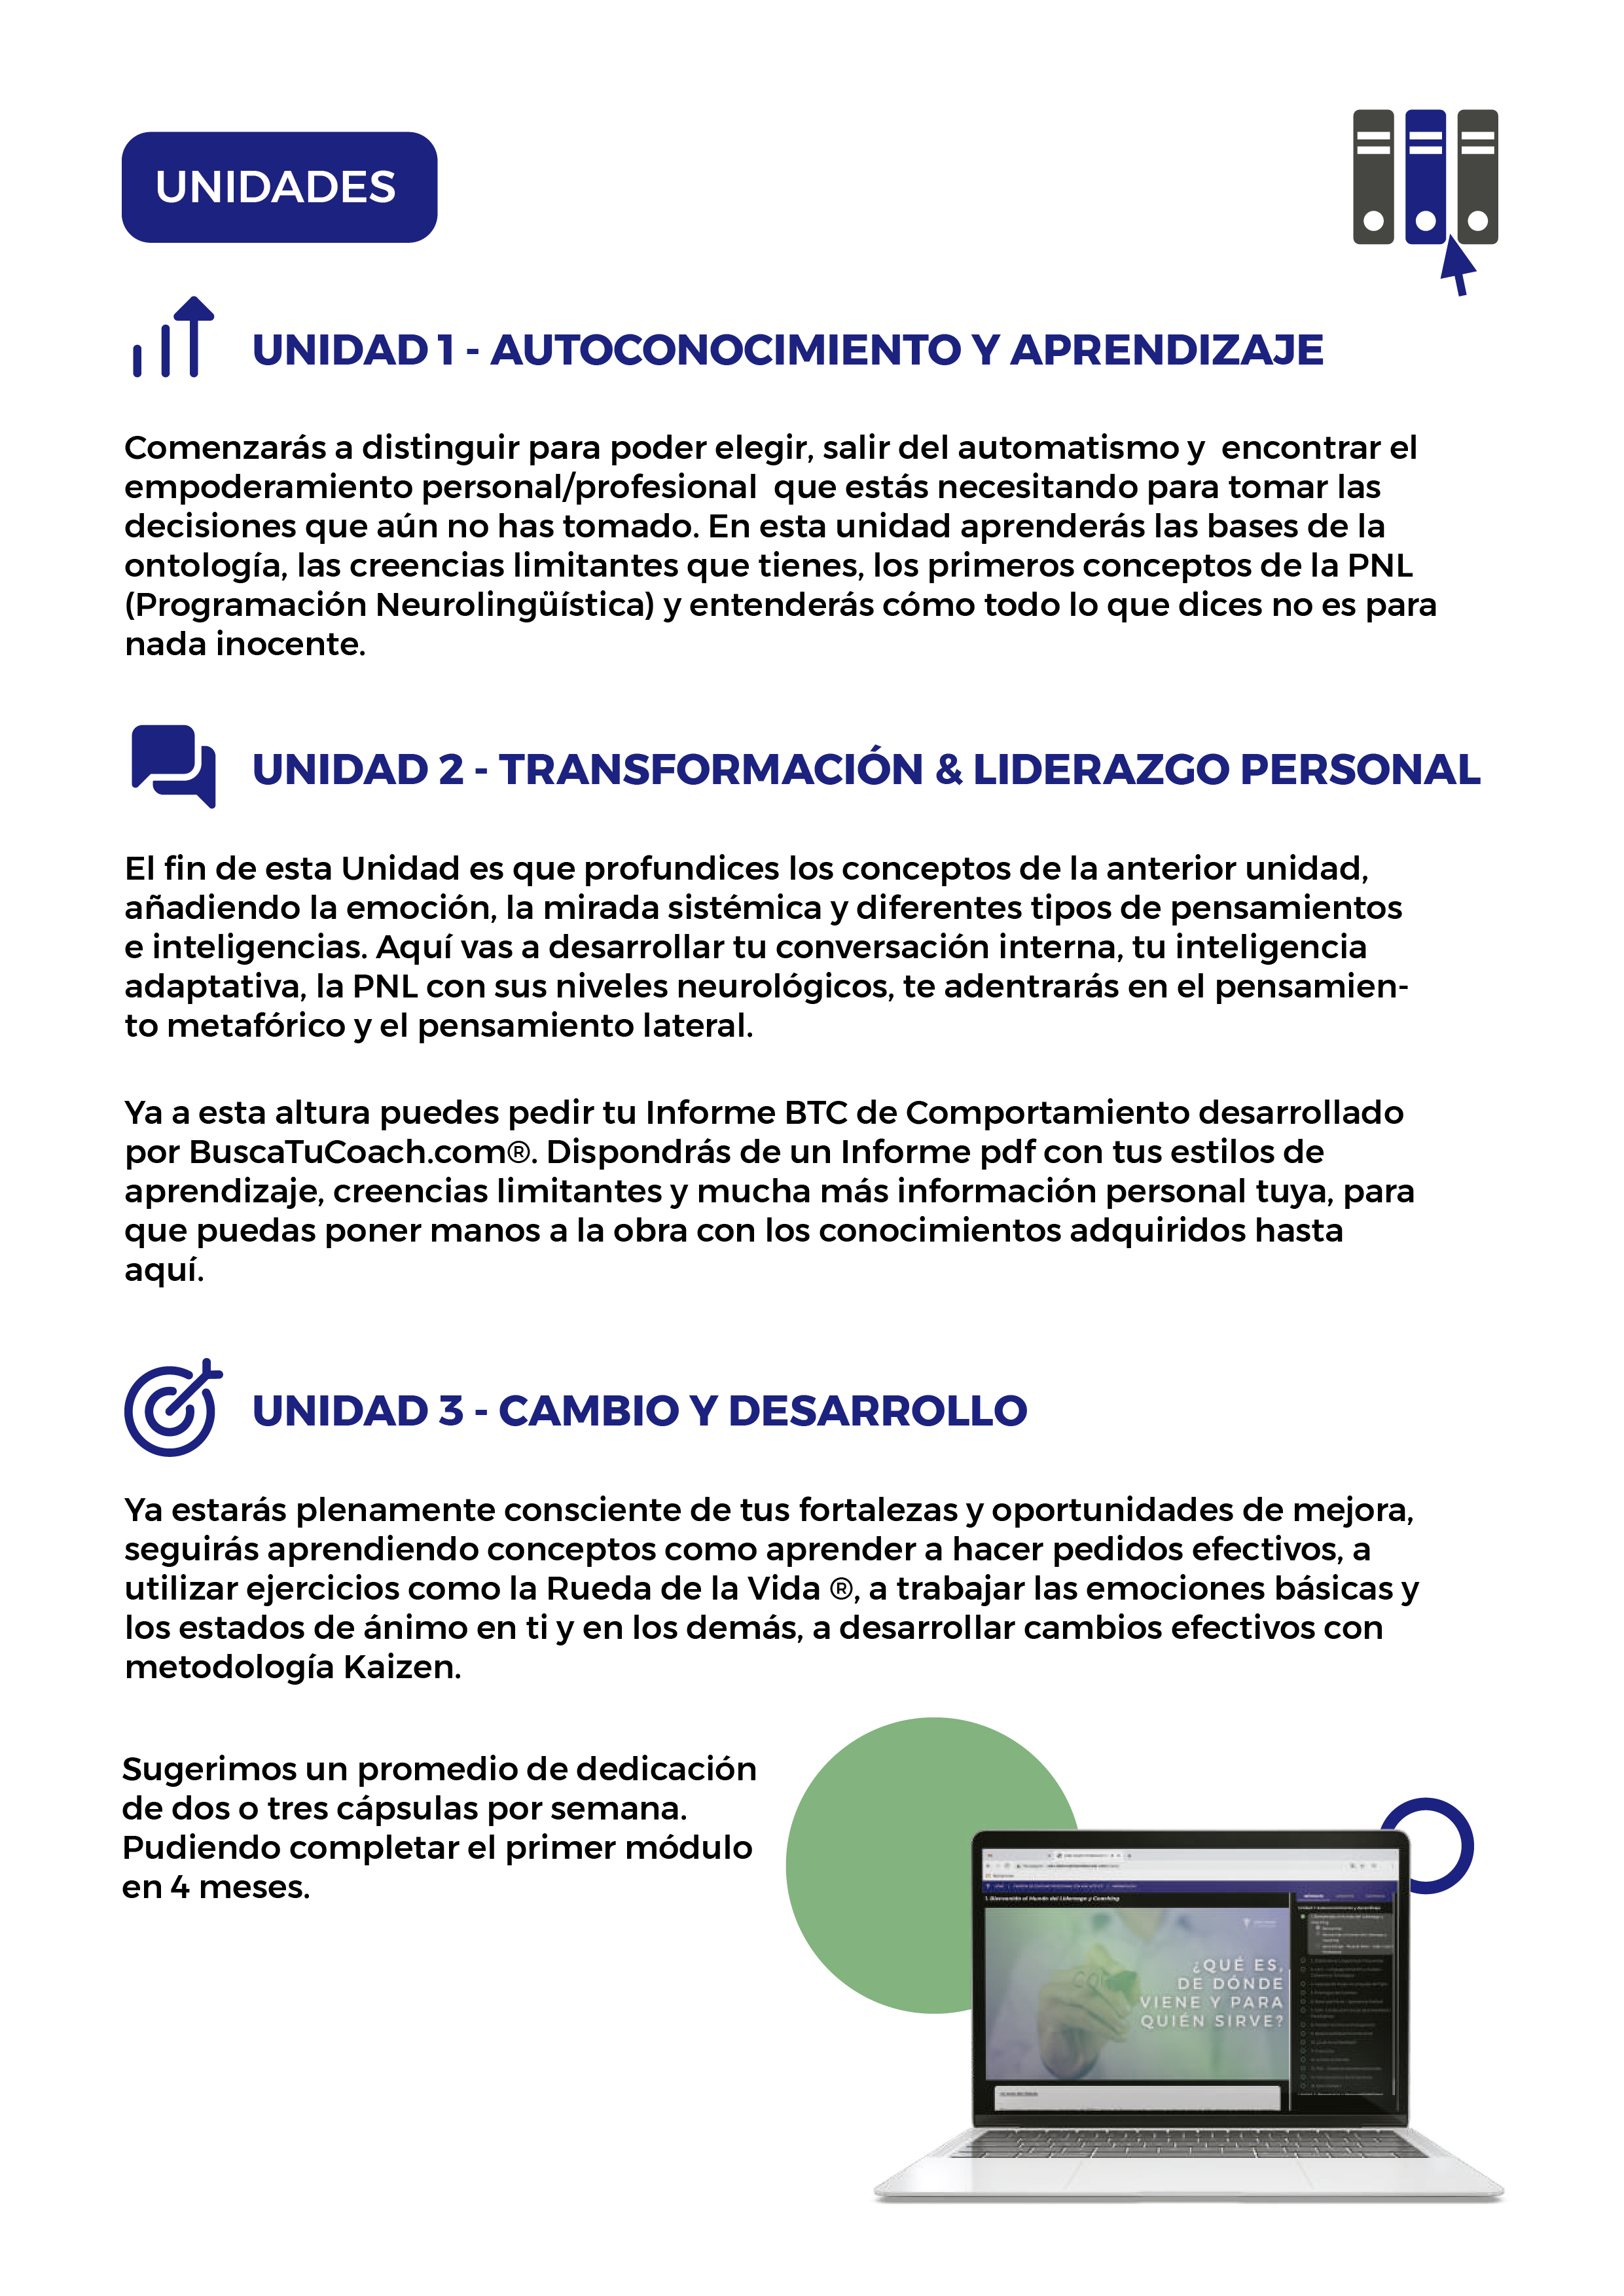 UNIDADES
UNIDAD 1 - AUTOCONOCIMIENTO Y APRENDIZAJE
Comenzarás a distinguir para poder elegir, salir del automatismo y encontrar el
empoderamiento personal/profesional que estás necesitando para tomar las
decisiones que aún no has tomado. En esta unidad aprenderás las bases de la
ontología, las creencias limitantes que tienes, los primeros conceptos de la PNL
(Programación Neurolingüística) y entenderás cómo todo lo que dices no es para
nada inocente.
UNIDAD 2 - TRANSFORMACIÓN & LIDERAZGO PERSONAL
El fin de esta Unidad es que profundices los conceptos de la anterior unidad,
añadiendo la emoción, la mirada sistémica y diferentes tipos de pensamientos
e inteligencias. Aquí vas a desarrollar tu conversación interna, tu inteligencia
adaptativa, la PNL con sus niveles neurológicos, te adentrarás en el pensamien-
to metafórico y el pensamiento lateral.
Ya a esta altura puedes pedir tu Informe BTC de Comportamiento desarrollado
por BuscaTuCoach.com®. Dispondrás de un Informe pdf con tus estilos de
aprendizaje, creencias limitantes y mucha más información personal tuya, para
que puedas poner manos a la obra con los conocimientos adquiridos hasta
aquí.
UNIDAD 3 - CAMBIO Y DESARROLLO
Ya estarás plenamente consciente de tus fortalezas y oportunidades de mejora,
seguirás aprendiendo conceptos como aprender a hacer pedidos efectivos, a
utilizar ejercicios como la Rueda de la Vida ®, a trabajar las emociones básicas y
los estados de ánimo en ti y en los demás, a desarrollar cambios efectivos con
metodología Kaizen.
Sugerimos un promedio de dedicación
de dos o tres cápsulas por semana.
Pudiendo completar el primer módulo
en 4 meses.
1. Bienvenida al Mundo del Liderazgo y Coaching
¿QUÉ ES,
DE DÓNDE
VIENE Y PARA
QUIÉN SIRVE?